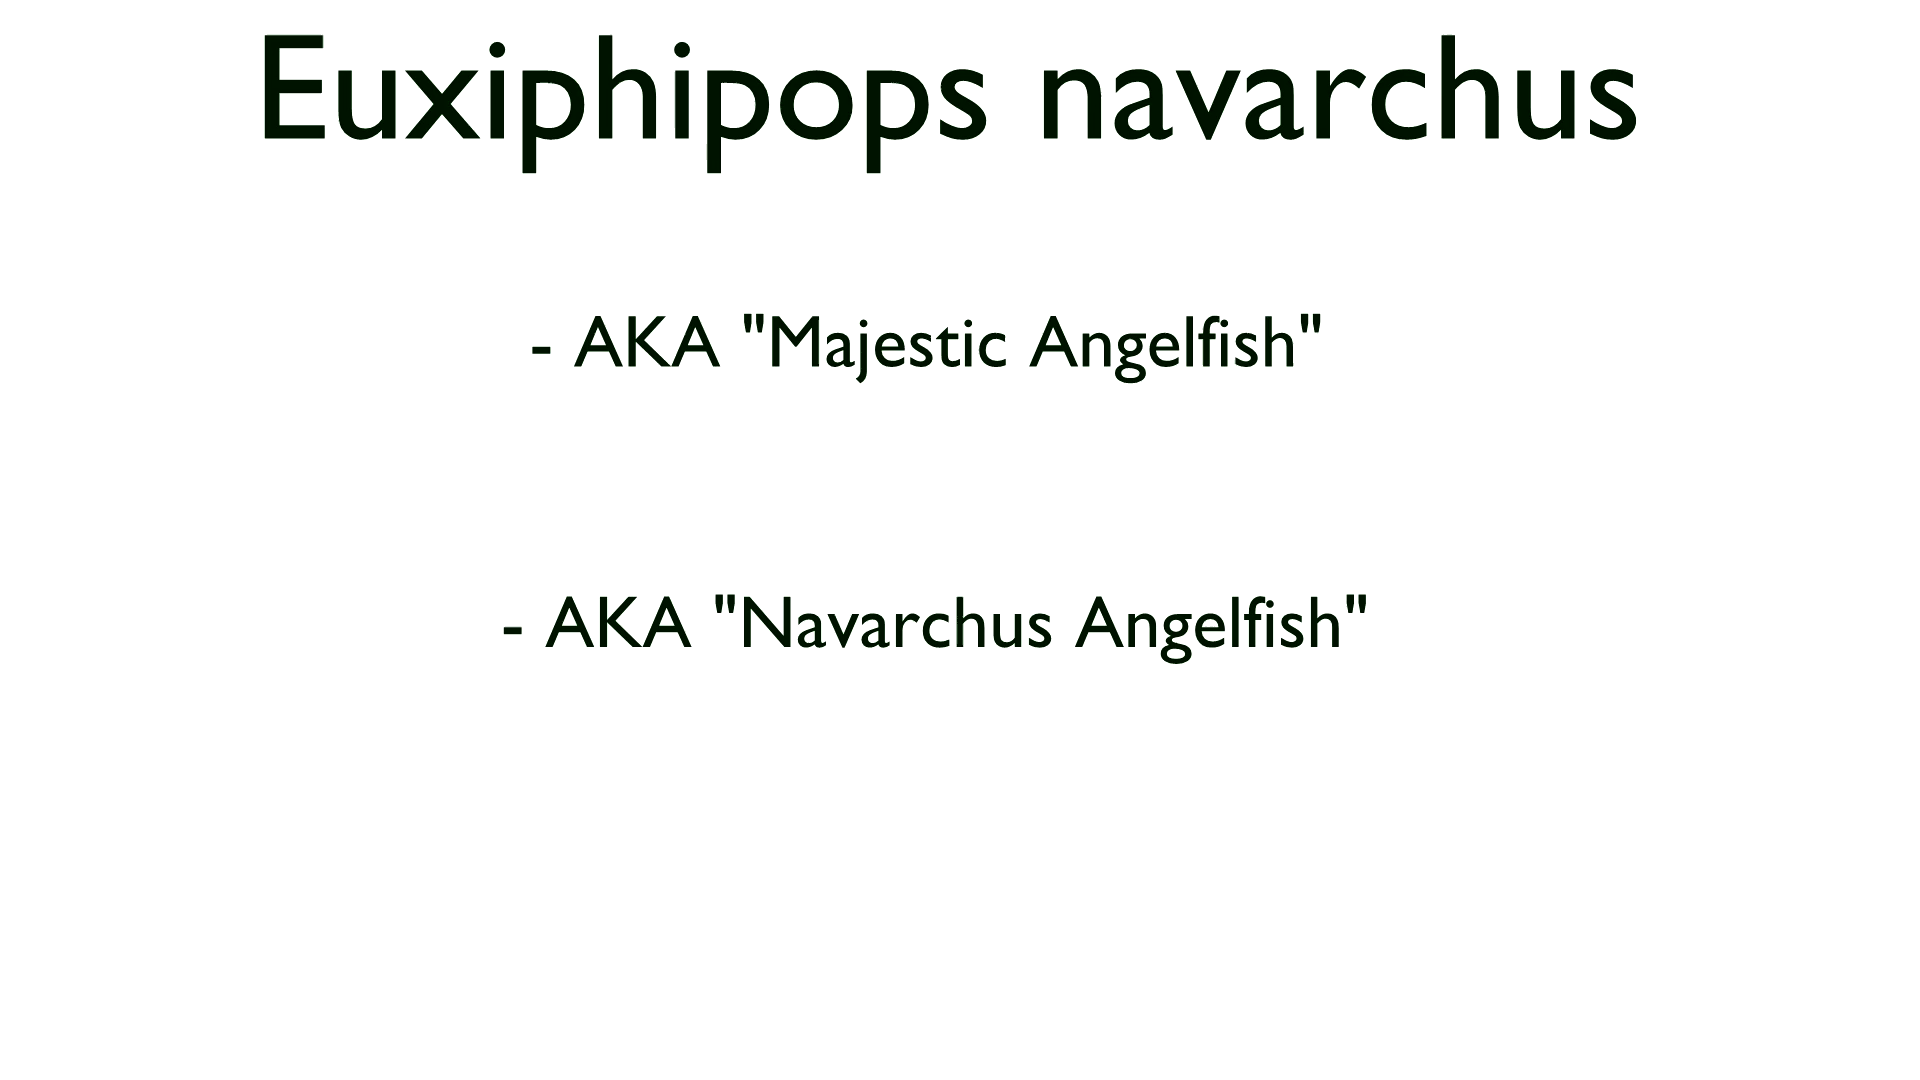 Euxiphipops navarchus
- AKA "Majestic Angelfish"
- AKA "Navarchus Angelfish"